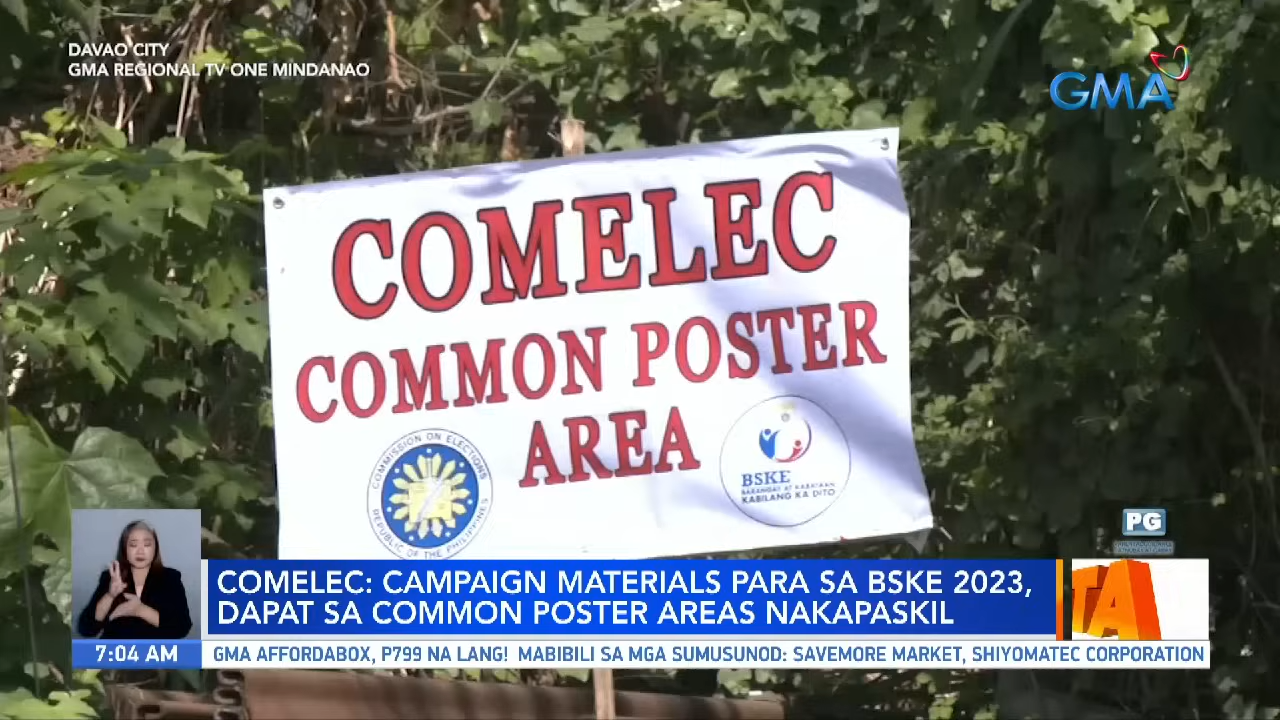 DAVAO CITY
GMA REGIONAL TV ONE MINDANAO
GMA
COMELEC
COMMON POSTER
AREA
COMMISSION ON ELECTIONS
REPUBLIC OF THE PHILIPPINES
BSKE
BARANGAY AT KABATAAN
KABILANG KA DITO
PG
COMELEC: CAMPAIGN MATERIALS PARA SA BSKE 2023,
DAPAT SA COMMON POSTER AREAS NAKAPASKIL
TA
7:04 AM
GMA AFFORDABOX, P799 NA LANG! MABIBILI SA MGA SUMUSUNOD: SAVEMORE MARKET, SHIYOMATEC CORPORATION